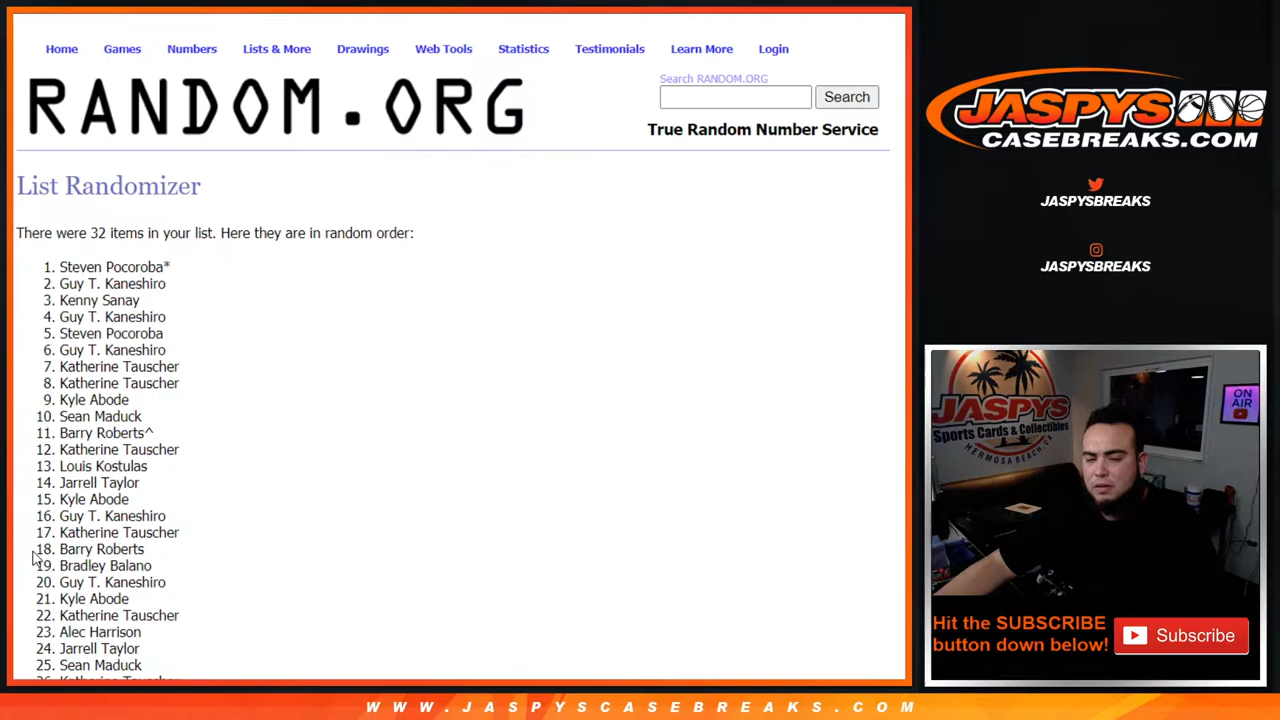 Home Games Numbers Lists & More Drawings Web Tools Statistics Testimonials Learn More Login
RANDOM.ORG
Search RANDOM.ORG
Search
True Random Number Service
List Randomizer
There were 32 items in your list. Here they are in random order:
1. Steven Pocoroba*
2. Guy T. Kaneshiro
3. Kenny Sanay
4. Guy T. Kaneshiro
5. Steven Pocoroba
6. Guy T. Kaneshiro
7. Katherine Tauscher
8. Katherine Tauscher
9. Kyle Abode
10. Sean Maduck
11. Barry Roberts^
12. Katherine Tauscher
13. Louis Kostulas
14. Jarrell Taylor
15. Kyle Abode
16. Guy T. Kaneshiro
17. Katherine Tauscher
18. Barry Roberts
19. Bradley Balano
20. Guy T. Kaneshiro
21. Kyle Abode
22. Katherine Tauscher
23. Alec Harrison
24. Jarrell Taylor
25. Sean Maduck
JASPYS
CASEBREAKS.COM
JASPYSBREAKS
JASPYSBREAKS
JASPYS
Sports Cards & Collectibles
HERMOSA BEACH, CA
ON
AIR
Hit the SUBSCRIBE
button down below!
Subscribe
WWW.JASPYSCASEBREAKS.COM